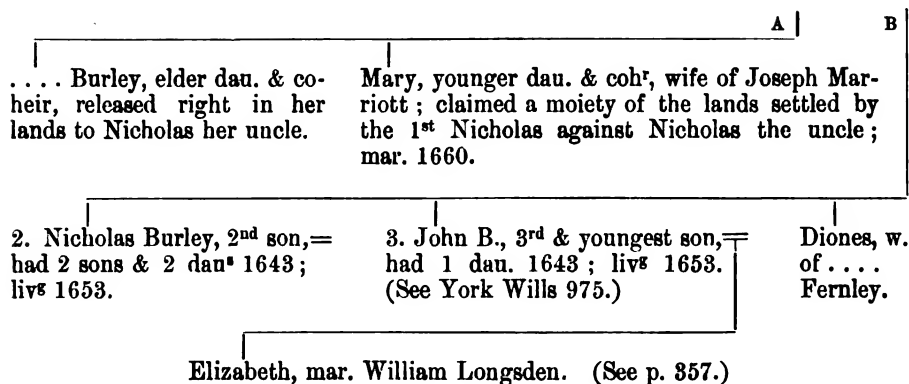 A B
.... Burley, elder dau. & co-
heir, released right in her
lands to Nicholas her uncle.
Mary, younger dau. & cohʳ, wife of Joseph Mar-
riott ; claimed a moiety of the lands settled by
the 1ˢᵗ Nicholas against Nicholas the uncle ;
mar. 1660.
2. Nicholas Burley, 2ⁿᵈ son,=
had 2 sons & 2 dauˢ 1643 ;
livᵍ 1653.
3. John B., 3ʳᵈ & youngest son,=
had 1 dau. 1643 ; livᵍ 1653.
(See York Wills 975.)
Diones, w.
of ....
Fernley.
Elizabeth, mar. William Longsden. (See p. 357.)